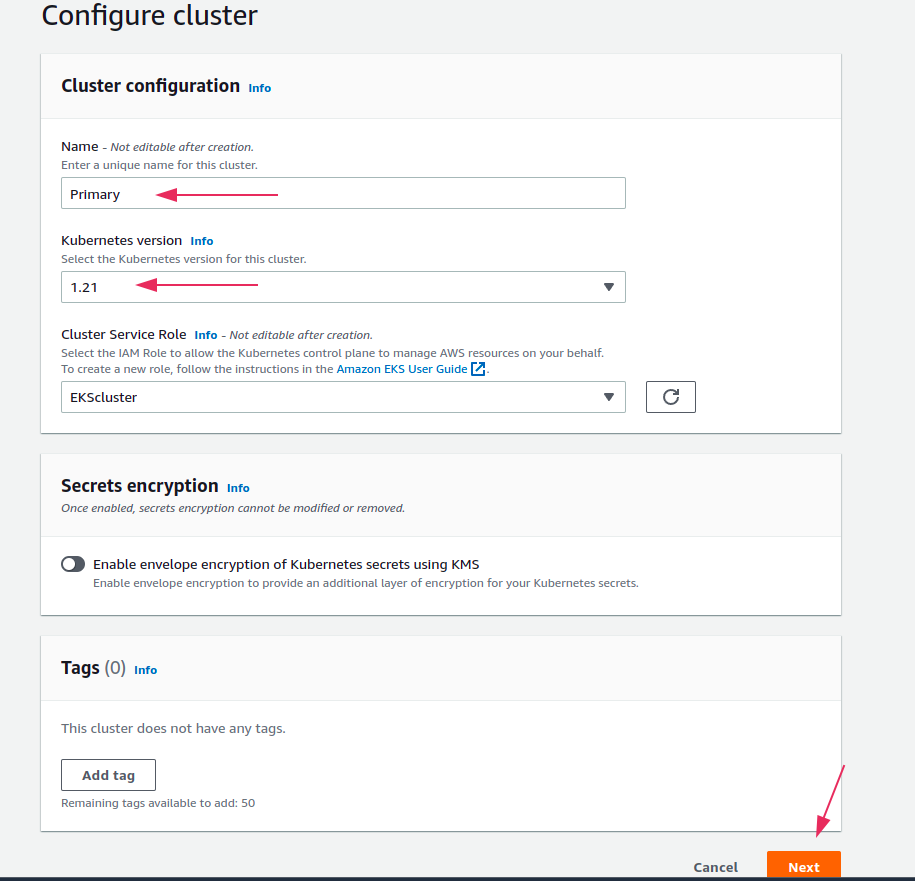 Configure cluster
Cluster configuration Info
Name - Not editable after creation.
Enter a unique name for this cluster.
Primary
Kubernetes version Info
Select the Kubernetes version for this cluster.
1.21
Cluster Service Role Info - Not editable after creation.
Select the IAM Role to allow the Kubernetes control plane to manage AWS resources on your behalf.
To create a new role, follow the instructions in the Amazon EKS User Guide.
EKScluster
Secrets encryption Info
Once enabled, secrets encryption cannot be modified or removed.
Enable envelope encryption of Kubernetes secrets using KMS
Enable envelope encryption to provide an additional layer of encryption for your Kubernetes secrets.
Tags (0) Info
This cluster does not have any tags.
Add tag
Remaining tags available to add: 50
Cancel Next